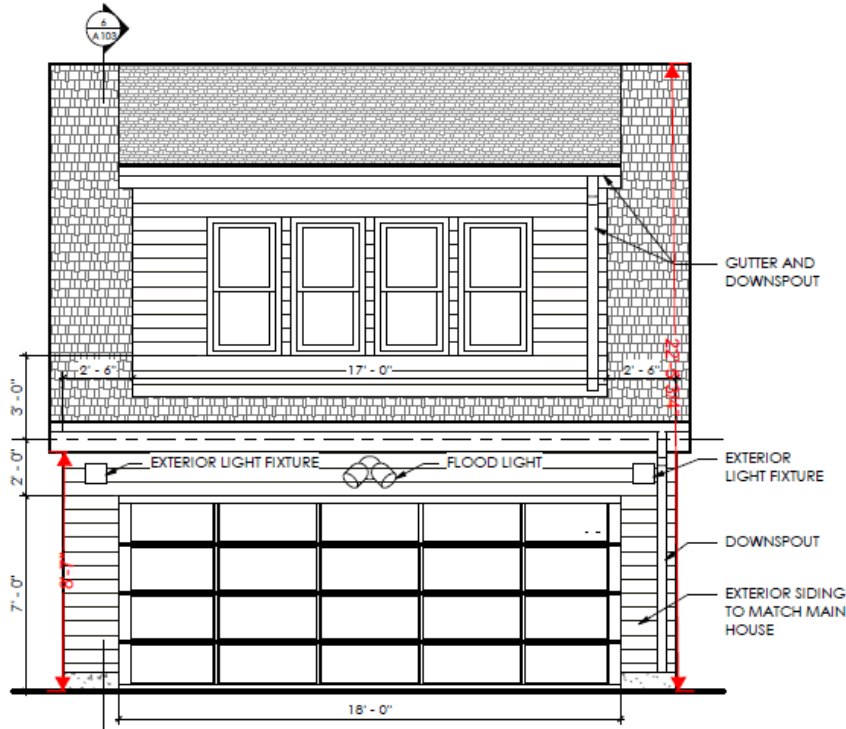 6
A103
GUTTER AND
DOWNSPOUT
2' - 6"
17' - 0"
2' - 6"
3' - 0"
2' - 0"
EXTERIOR LIGHT FIXTURE
FLOOD LIGHT
EXTERIOR
LIGHT FIXTURE
DOWNSPOUT
7' - 0"
EXTERIOR SIDING
TO MATCH MAIN
HOUSE
18' - 0"